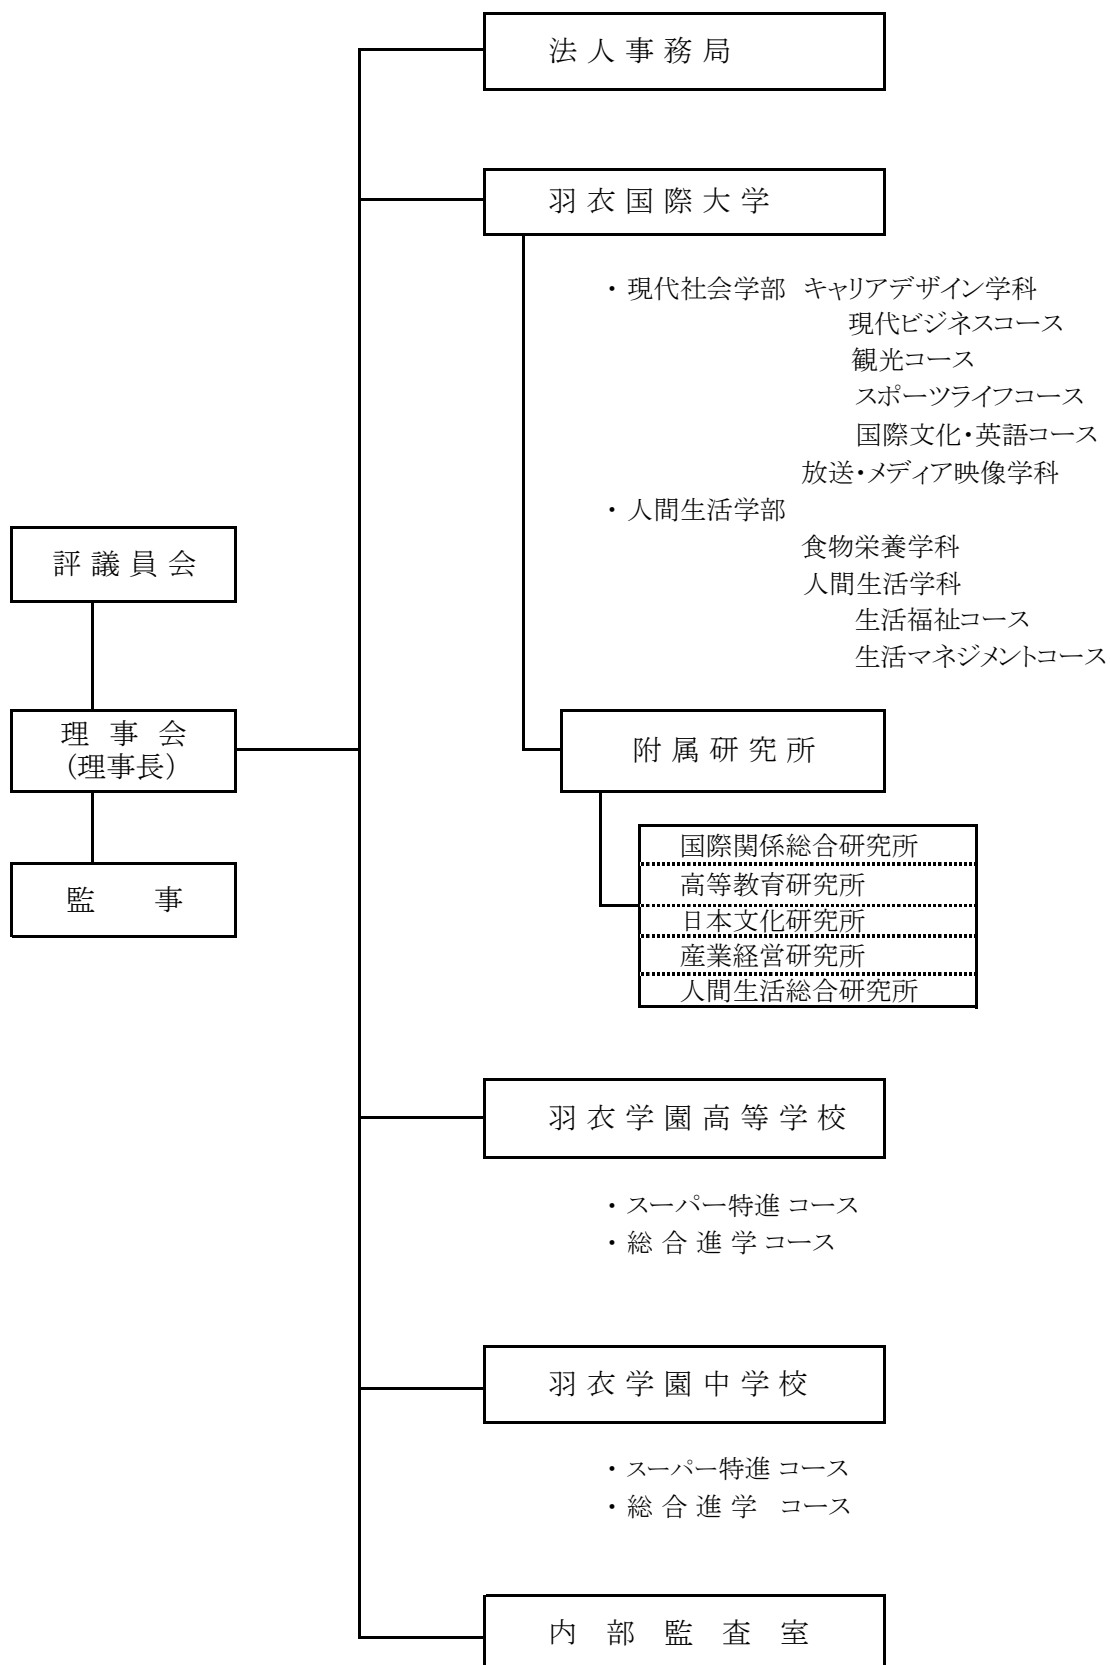 法人事務局
羽衣国際大学
・現代社会学部 キャリアデザイン学科
現代ビジネスコース
観光コース
スポーツライフコース
国際文化・英語コース
放送・メディア映像学科
・人間生活学部
食物栄養学科
人間生活学科
生活福祉コース
生活マネジメントコース
評議員会
理事会
(理事長)
監事
附属研究所
国際関係総合研究所
高等教育研究所
日本文化研究所
産業経営研究所
人間生活総合研究所
羽衣学園高等学校
・スーパー特進 コース
・総合進学 コース
羽衣学園中学校
・スーパー特進 コース
・総合進学 コース
内部監査室